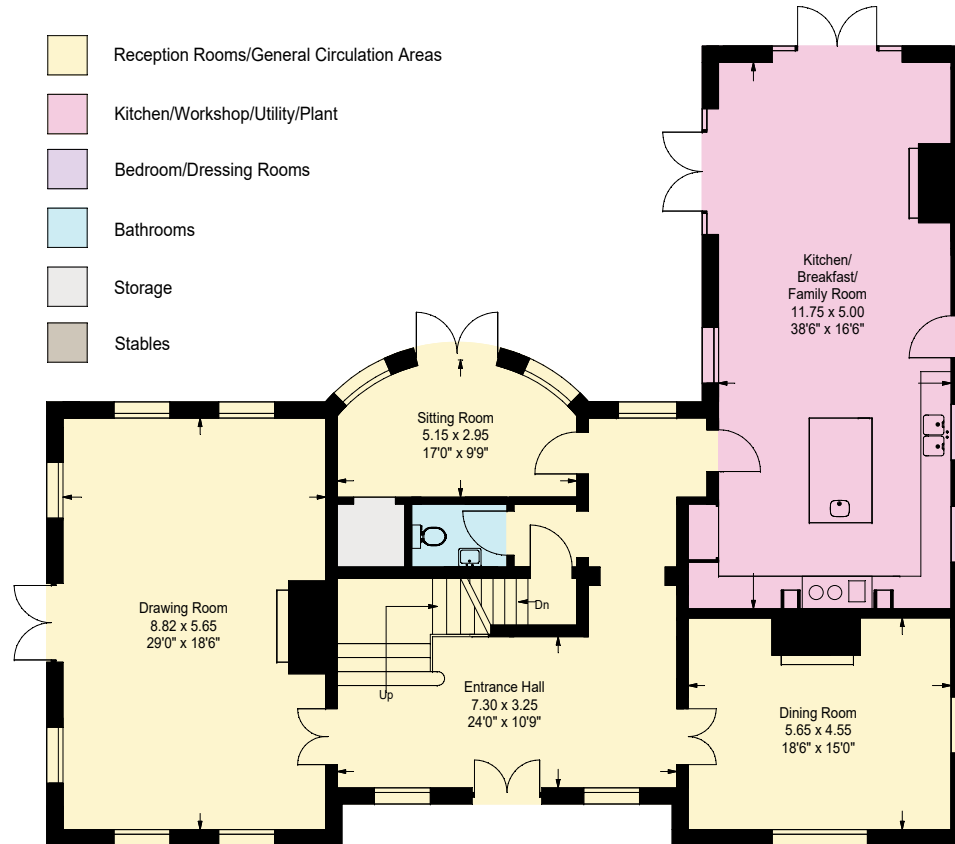 Reception Rooms/General Circulation Areas
Kitchen/Workshop/Utility/Plant
Bedroom/Dressing Rooms
Bathrooms
Storage
Stables
Kitchen/
Breakfast/
Family Room
11.75 x 5.00
38'6" x 16'6"
Sitting Room
5.15 x 2.95
17'0" x 9'9"
Drawing Room
8.82 x 5.65
29'0" x 18'6"
Dn
Up
Entrance Hall
7.30 x 3.25
24'0" x 10'9"
Dining Room
5.65 x 4.55
18'6" x 15'0"